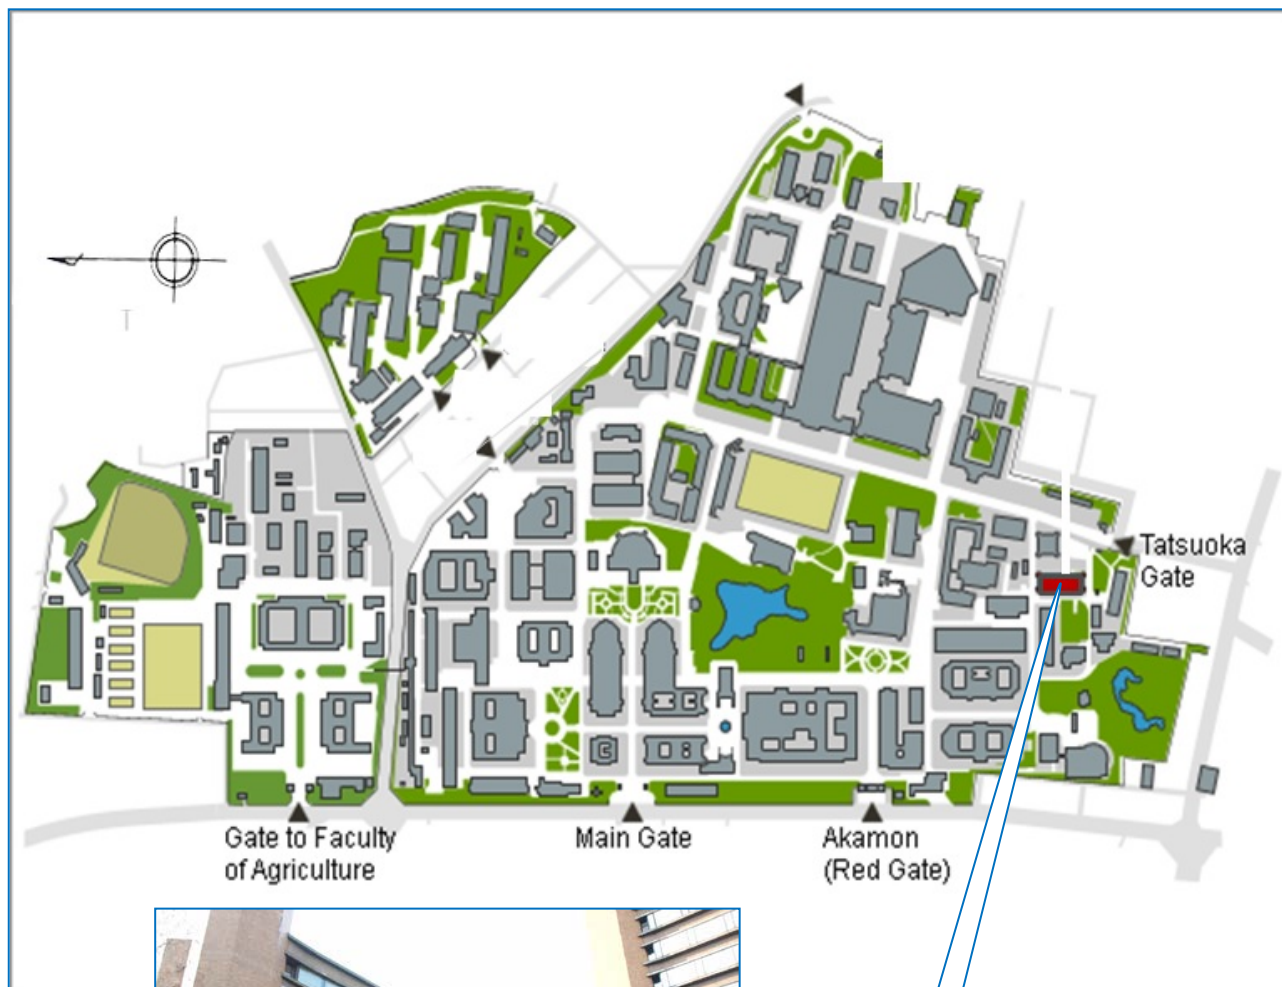 Tatsuoka
Gate
Gate to Faculty
of Agriculture
Main Gate
Akamon
(Red Gate)